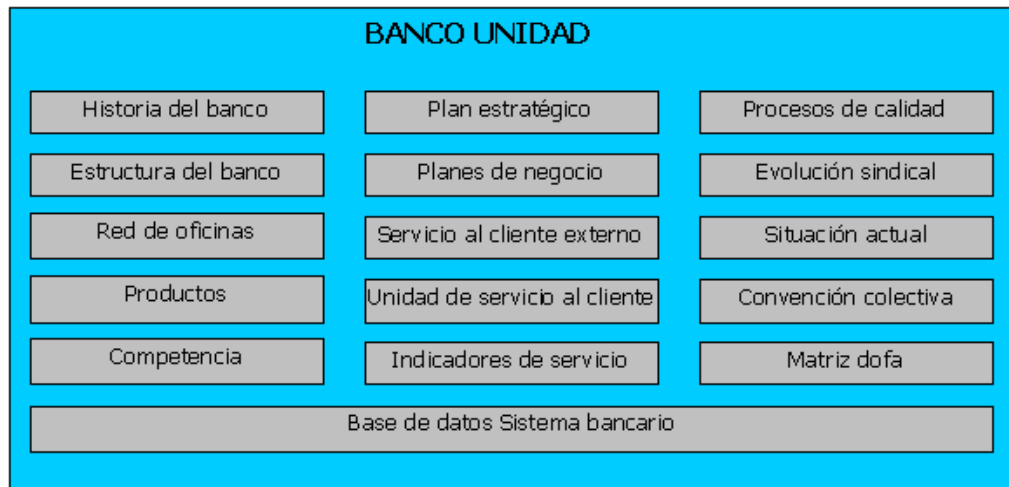 BANCO UNIDAD
Historia del banco
Plan estratégico
Procesos de calidad
Estructura del banco
Planes de negocio
Evolución sindical
Red de oficinas
Servicio al cliente externo
Situación actual
Productos
Unidad de servicio al cliente
Convención colectiva
Competencia
Indicadores de servicio
Matriz dofa
Base de datos Sistema bancario